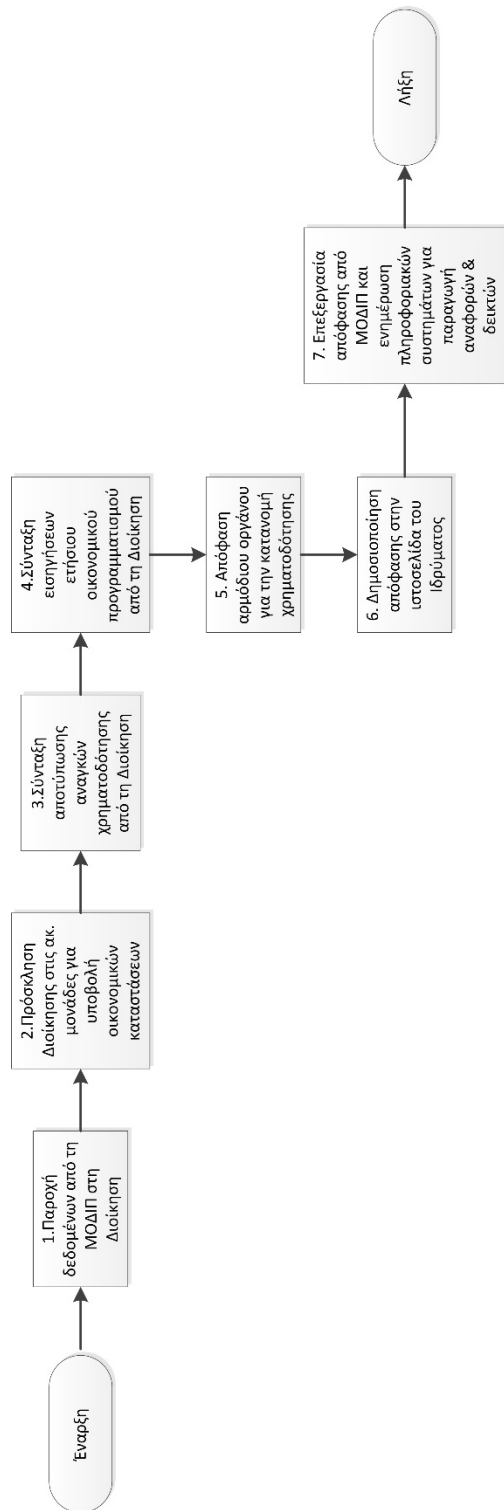 Έναρξη
1.Παροχή
δεδομένων από τη
ΜΟΔΙΠ στη
Διοίκηση
2.Πρόσκληση
Διοίκησης στις ακ.
μονάδες για
υποβολή
οικονομικών
καταστάσεων
3.Σύνταξη
αποτύπωσης
αναγκών
χρηματοδότησης
από τη Διοίκηση
4.Σύνταξη
εισηγήσεων
ετήσιου
οικονομικού
προγραμματισμού
από τη Διοίκηση
5. Απόφαση
αρμόδιου οργάνου
για την κατανομή
χρηματοδότησης
6. Δημοσιοποίηση
απόφασης στην
ιστοσελίδα του
Ιδρύματος
7. Επεξεργασία
απόφασης από
ΜΟΔΙΠ και
ενημέρωση
πληροφοριακών
συστημάτων για
παραγωγή
αναφορών &
δεικτών
Λήξη